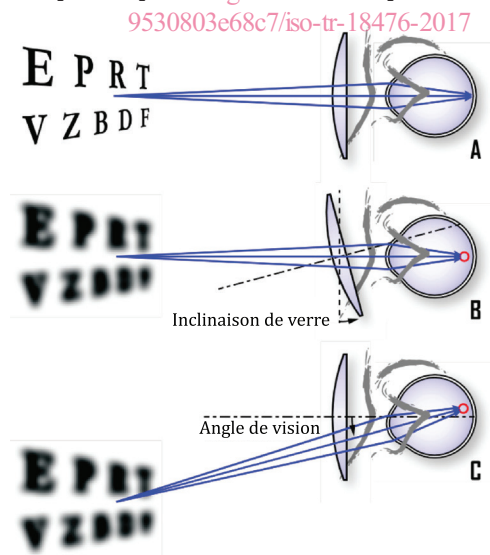 9530803e68c7/iso-tr-18476-2017
E P R T
V Z B D F
A
E P R T
V Z B D F
B
Inclinaison de verre
Angle de vision
C
E P R T
V Z B D F